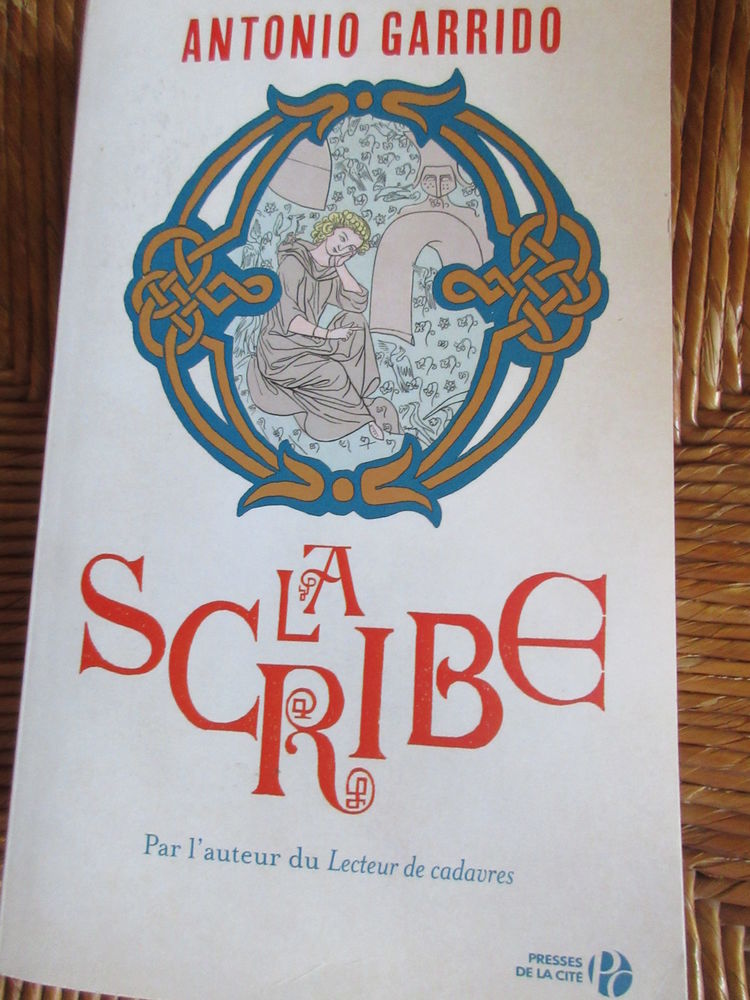 ANTONIO GARRIDO
LA
SCRIBE
Par l'auteur du Lecteur de cadavres
PRESSES
DE LA CITÉ